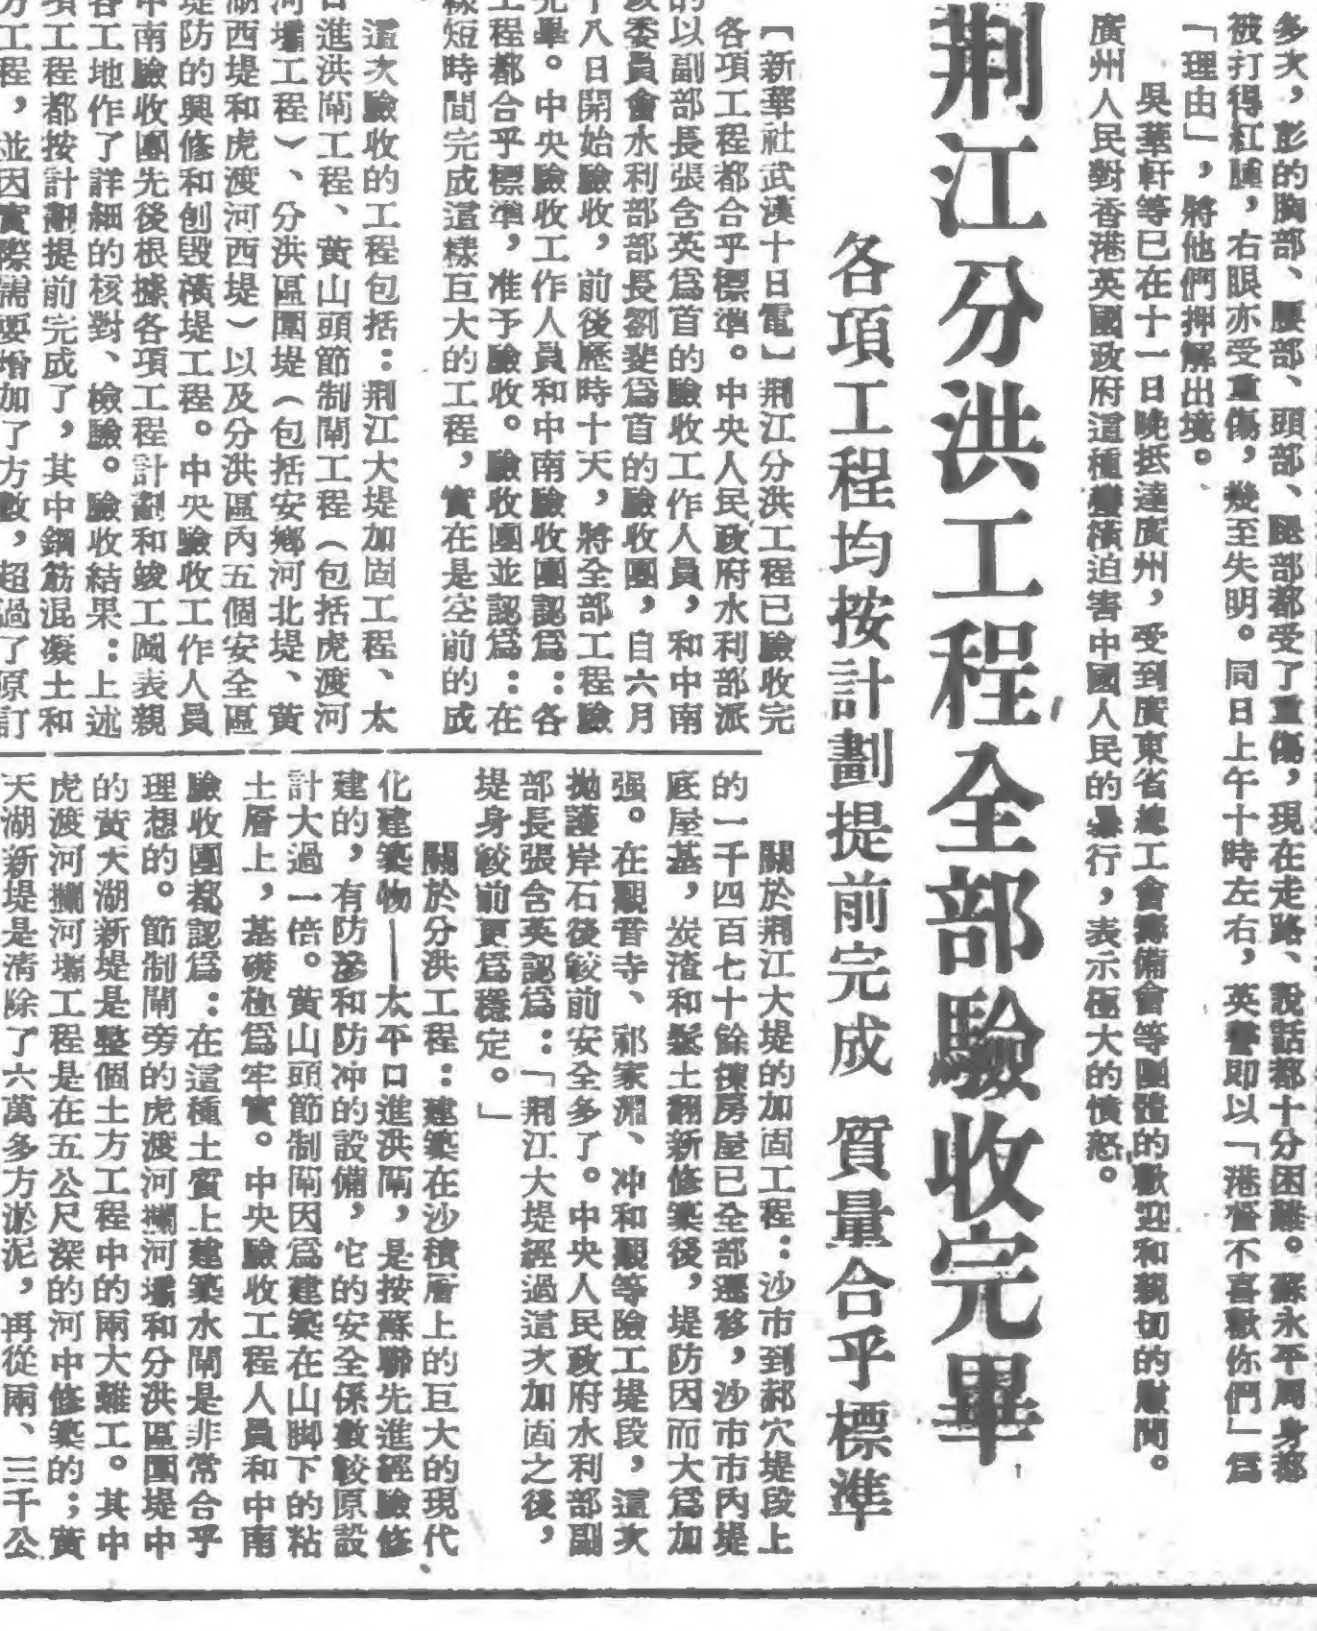 多次，彭的胸部、腰部、頭部、腿部都受了重傷，現在走路、說話都十分困難。蘇永平周身都
被打得紅腫，右眼亦受重傷，幾至失明。同日上午十時左右，英警即以「港督不喜歡你們」爲
「理由」，將他們押解出境。
吳華軒等已在十一日晚抵達廣州，受到廣東省總工會籌備會等團體的歡迎和親切的慰問。
廣州人民對香港英國政府這種蠻橫迫害中國人民的暴行，表示極大的憤怒。
荆江分洪工程全部驗收完畢
各項工程均按計劃提前完成 質量合乎標準
【新華社武漢十日電】荆江分洪工程已驗收完
各項工程都合乎標準。中央人民政府水利部派
的以副部長張含英爲首的驗收工作人員，和中南
政委員會水利部部長劉斐爲首的驗收團，自六月
十八日開始驗收，前後歷時十天，將全部工程驗
完畢。中央驗收工作人員和中南驗收團認爲：各
工程都合乎標準，准予驗收。驗收團並認爲：在
樣短時間完成這樣巨大的工程，實在是空前的成
這次驗收的工程包括：荆江大堤加固工程、太
口進洪閘工程、黃山頭節制閘工程（包括虎渡河
河壩工程）、分洪區圍堤（包括安鄉河北堤、黃
湖西堤和虎渡河西堤）以及分洪區內五個安全區
堤防的興修和刨毀橫堤工程。中央驗收工作人員
中南驗收團先後根據各項工程計劃和竣工圖表親
各工地作了詳細的核對、檢驗。驗收結果：上述
項工程都按計劃提前完成了，其中鋼筋混凝土和
方工程，並因實際需要增加了方數，超過了原訂
關於荆江大堤的加固工程：沙市到郝穴堤段上
的一千四百七十餘棟房屋已全部遷移，沙市市內堤
底屋基，炭渣和鬆土翻新修築後，堤防因而大爲加
强。在觀音寺、祁家淵、冲和觀等險工堤段，這次
拋護岸石後較前安全多了。中央人民政府水利部副
部長張含英認爲：「荆江大堤經過這次加固之後，
堤身較前更爲穩定。」
關於分洪工程：建築在沙積層上的巨大的現代
化建築物——太平口進洪閘，是按蘇聯先進經驗修
建的，有防滲和防冲的設備，它的安全係數較原設
計大過一倍。黃山頭節制閘因爲建築在山脚下的粘
土層上，基礎極爲牢實。中央驗收工程人員和中南
驗收團都認爲：在這種土質上建築水閘是非常合乎
理想的。節制閘旁的虎渡河攔河壩和分洪區圍堤中
的黃大湖新堤是整個土方工程中的兩大難工。其中
虎渡河攔河壩工程是在五公尺深的河中修築的；黃
天湖新堤是清除了六萬多方淤泥，再從兩、三千公